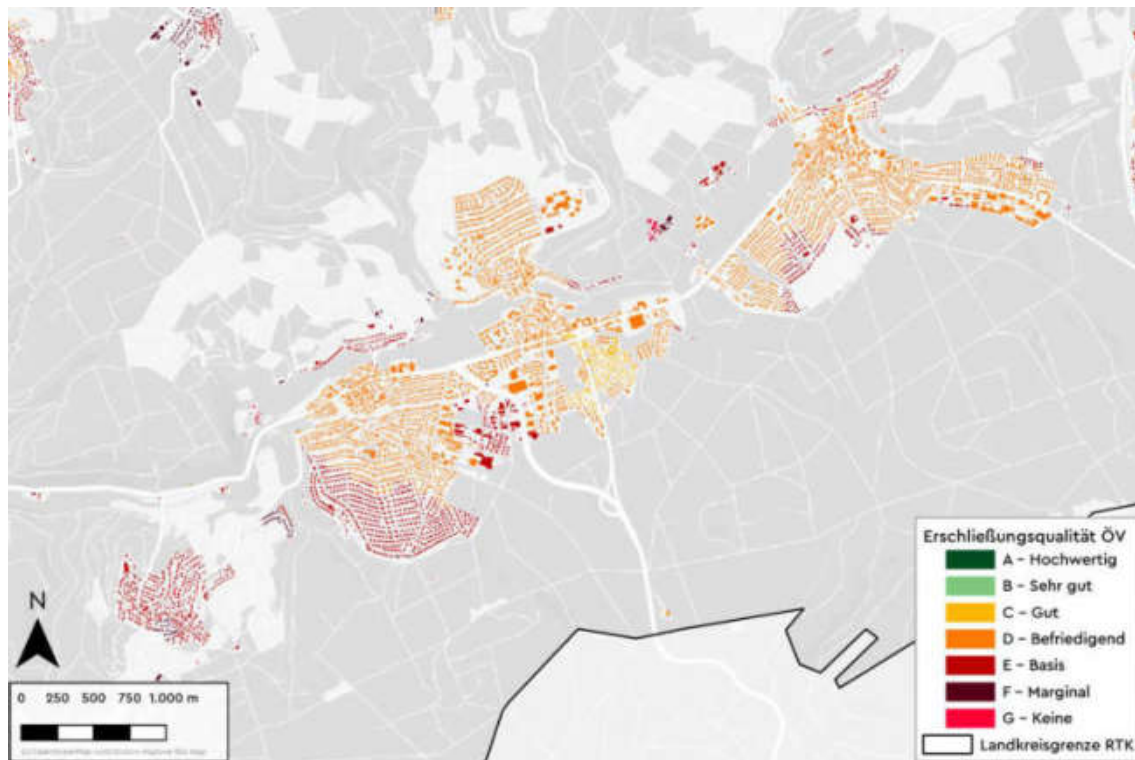 Erschließungsqualität ÖV
A – Hochwertig
B – Sehr gut
C – Gut
D – Befriedigend
E – Basis
F – Marginal
G – Keine
Landkreisgrenze RTK
N
0 250 500 750 1.000 m